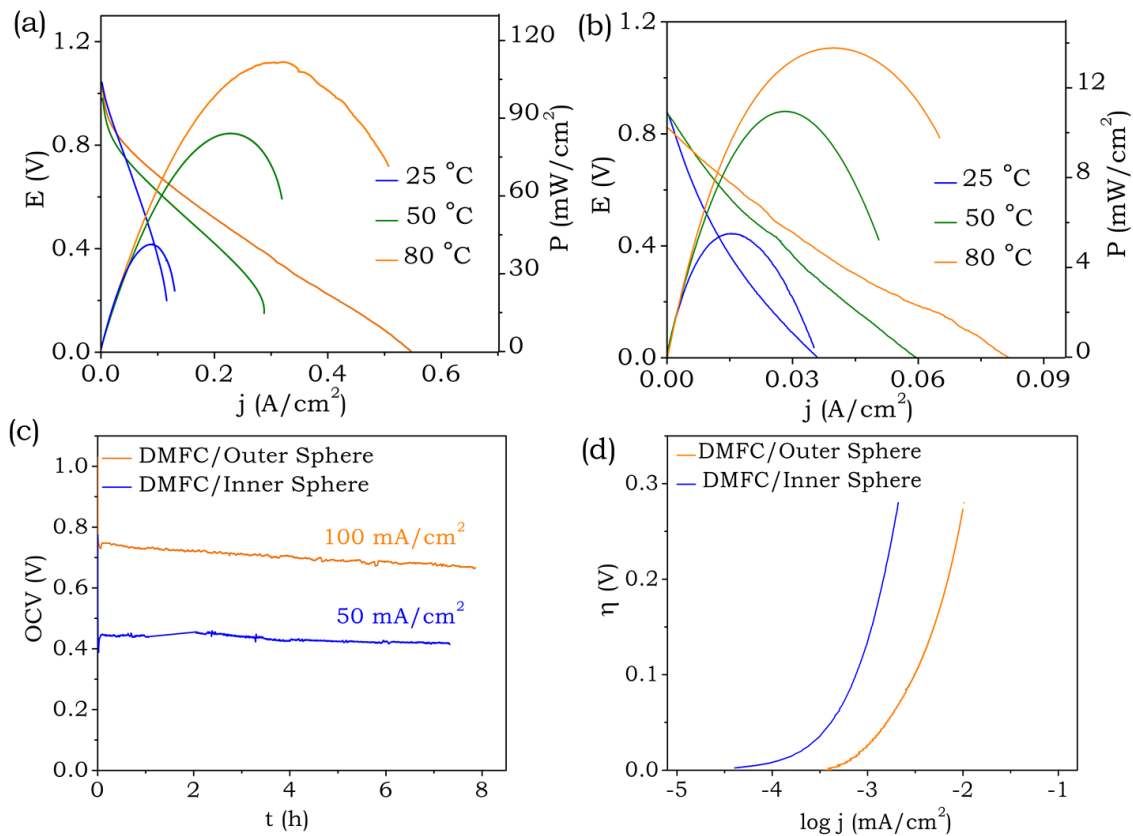 (a)
E (V)
1.2
0.8
0.4
0.0
0.0
0.2
0.4
0.6
j (A/cm²)
120
90
60
30
0
P (mW/cm²)
25 °C
50 °C
80 °C
(b)
E (V)
1.2
0.8
0.4
0.0
0.00
0.03
0.06
0.09
j (A/cm²)
12
8
4
0
P (mW/cm²)
25 °C
50 °C
80 °C
(c)
OCV (V)
1.0
0.8
0.6
0.4
0.2
0.0
0
2
4
6
8
t (h)
DMFC/Outer Sphere
DMFC/Inner Sphere
100 mA/cm²
50 mA/cm²
(d)
η (V)
0.3
0.2
0.1
0.0
-5
-4
-3
-2
-1
log j (mA/cm²)
DMFC/Outer Sphere
DMFC/Inner Sphere